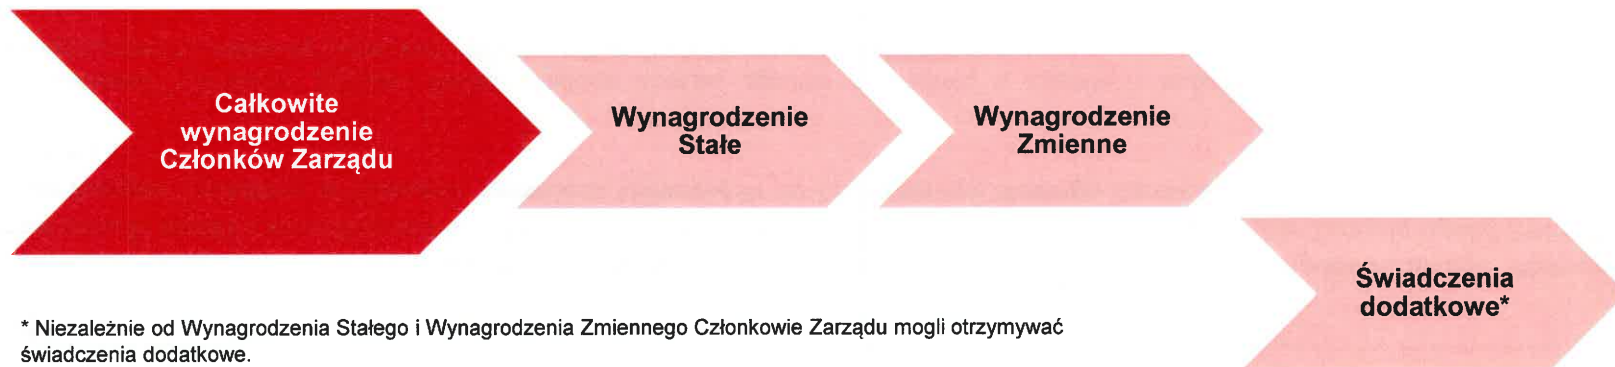 Całkowite
wynagrodzenie
Członków Zarządu
Wynagrodzenie
Stałe
Wynagrodzenie
Zmienne
Świadczenia
dodatkowe*
* Niezależnie od Wynagrodzenia Stałego i Wynagrodzenia Zmiennego Członkowie Zarządu mogli otrzymywać
świadczenia dodatkowe.